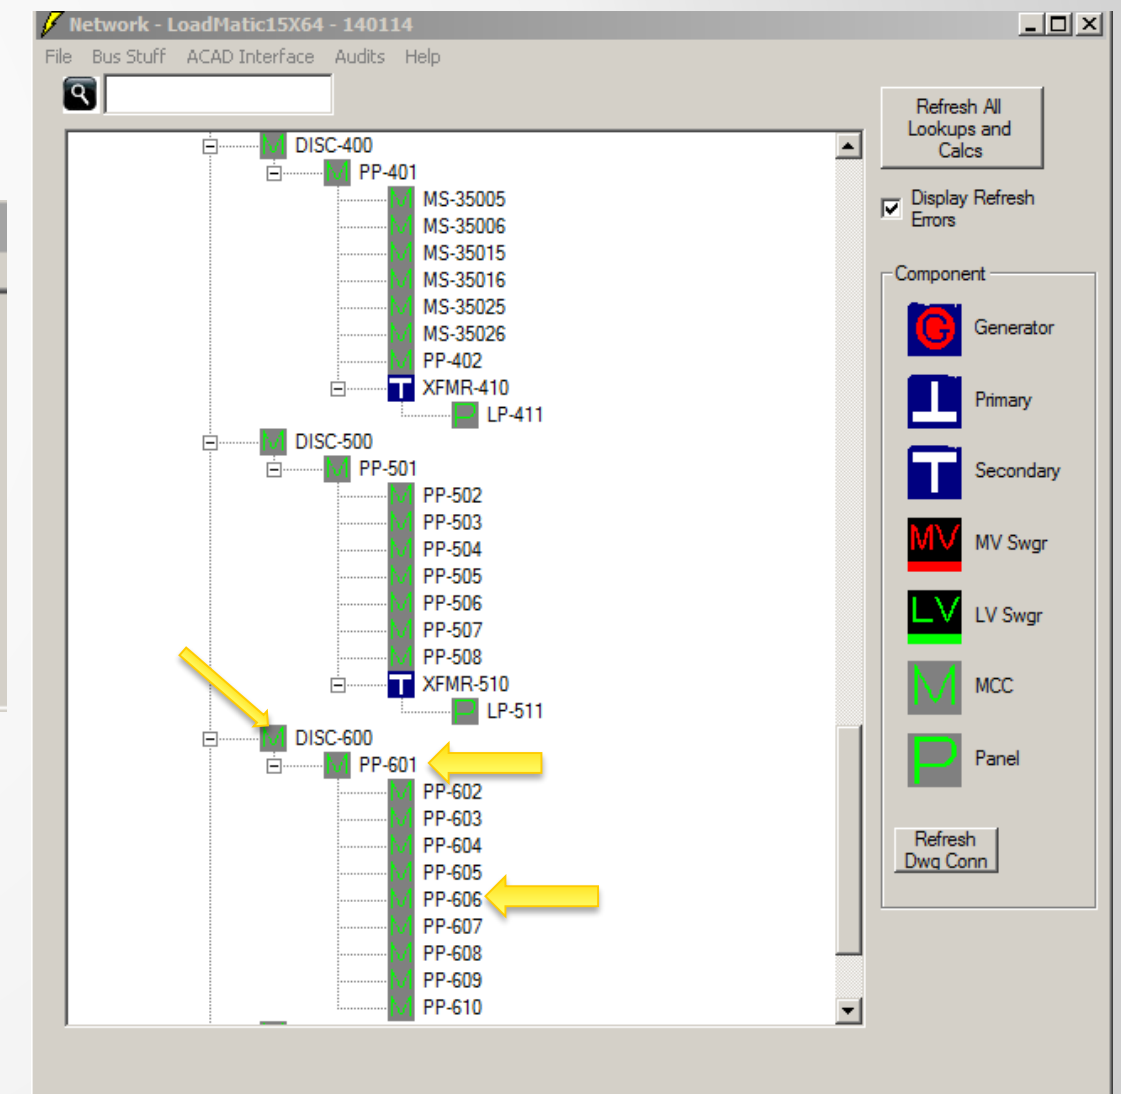 Network - LoadMatic15X64 - 140114
File Bus Stuff ACAD Interface Audits Help
Refresh All
Lookups and
Calcs
Display Refresh
Errors
M DISC-400
M PP-401
M MS-35005
M MS-35006
M MS-35015
M MS-35016
M MS-35025
M MS-35026
M PP-402
T XFMR-410
P LP-411
M DISC-500
M PP-501
M PP-502
M PP-503
M PP-504
M PP-505
M PP-506
M PP-507
M PP-508
T XFMR-510
P LP-511
M DISC-600
M PP-601
M PP-602
M PP-603
M PP-604
M PP-605
M PP-606
M PP-607
M PP-608
M PP-609
M PP-610
Component
G Generator
Primary
T Secondary
MV MV Swgr
LV LV Swgr
M MCC
P Panel
Refresh
Dwg Conn